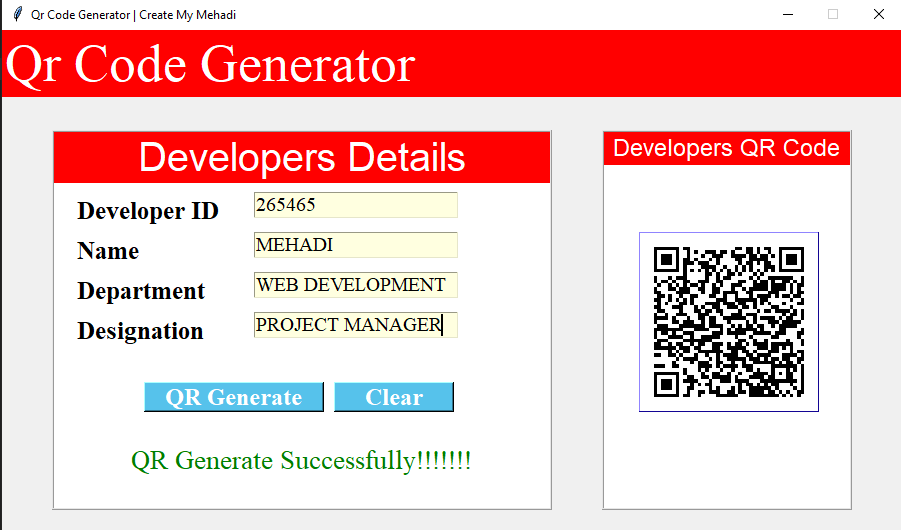 Qr Code Generator | Create My Mehadi
Qr Code Generator
Developers Details
Developer ID 265465
Name MEHADI
Department WEB DEVELOPMENT
Designation PROJECT MANAGER
QR Generate Clear
QR Generate Successfully!!!!!!!
Developers QR Code